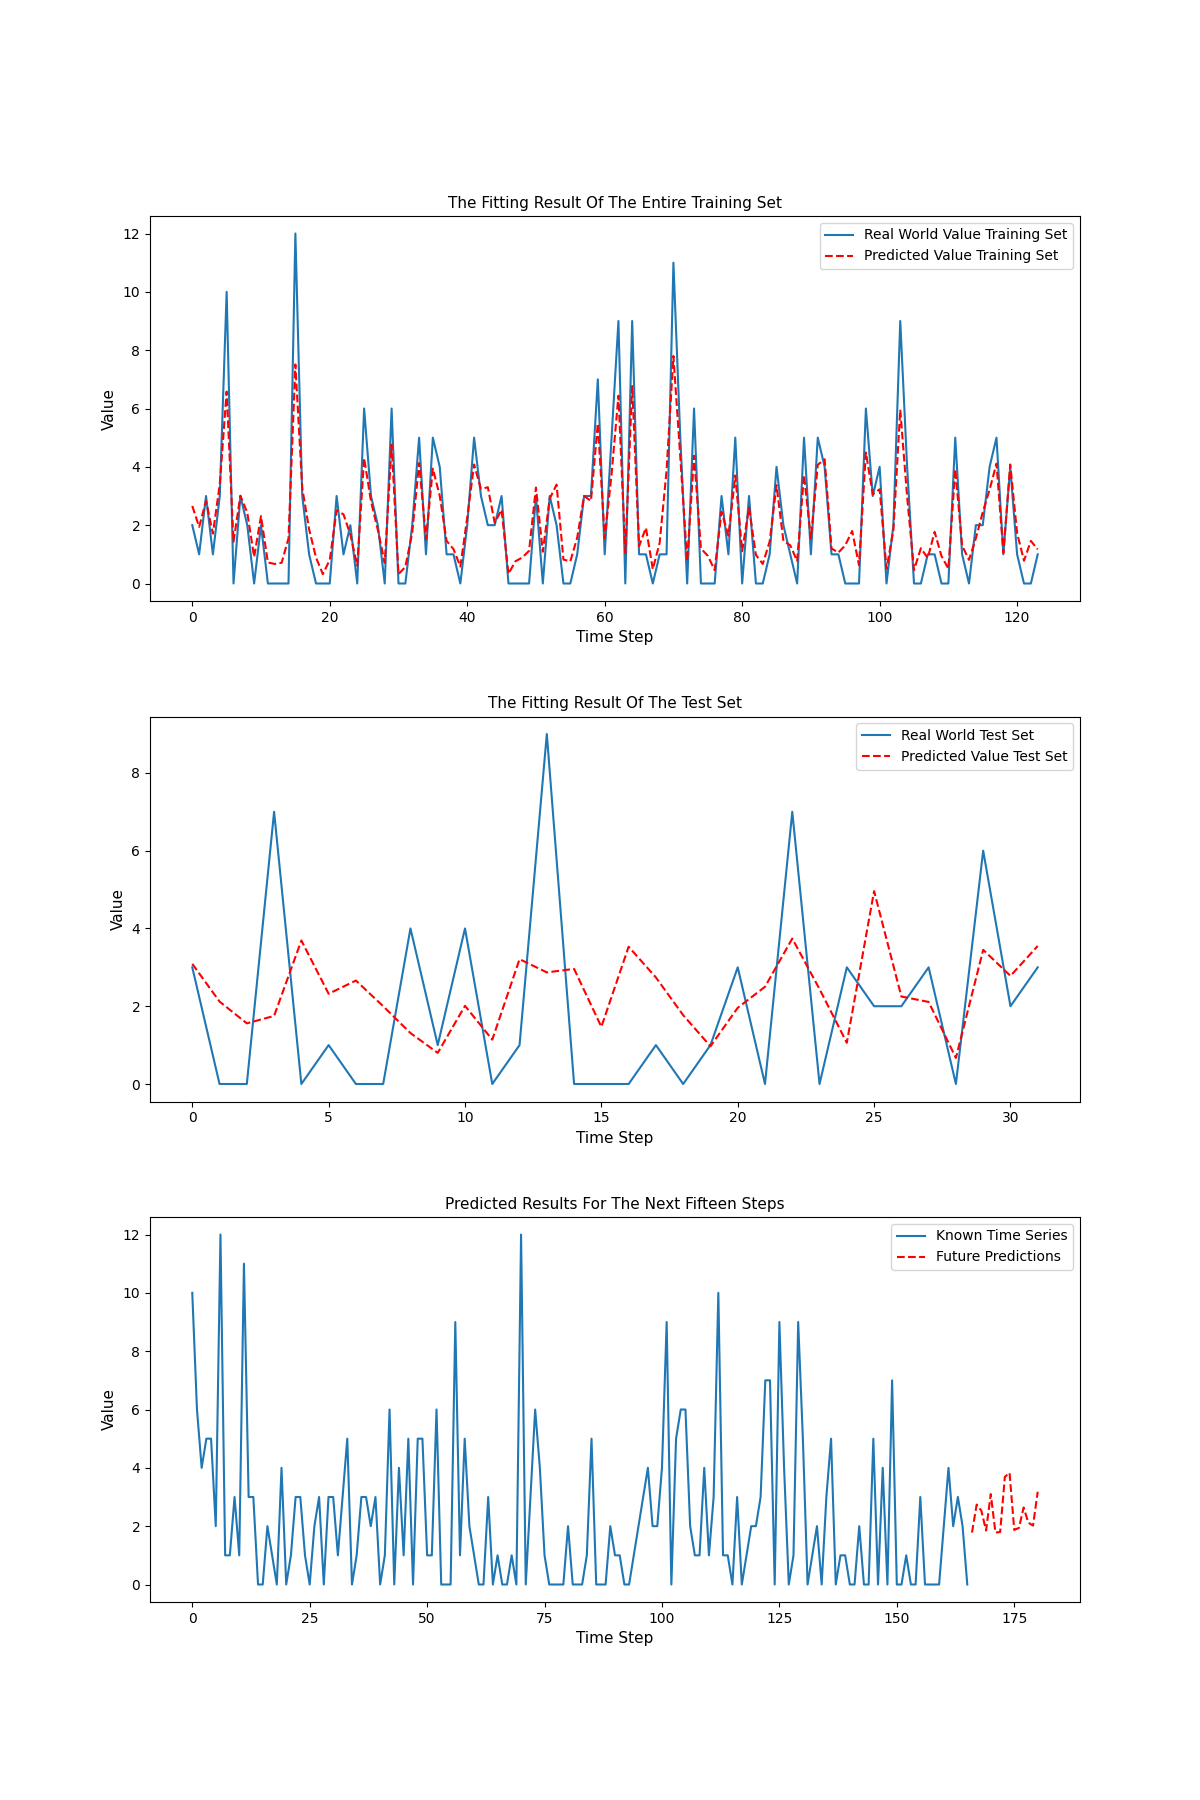 The Fitting Result Of The Entire Training Set
12
10
8
6
4
2
0
Value
Real World Value Training Set
Predicted Value Training Set
0 20 40 60 80 100 120
Time Step
The Fitting Result Of The Test Set
8
6
4
2
0
Value
Real World Test Set
Predicted Value Test Set
0 5 10 15 20 25 30
Time Step
Predicted Results For The Next Fifteen Steps
12
10
8
6
4
2
0
Value
Known Time Series
Future Predictions
0 25 50 75 100 125 150 175
Time Step